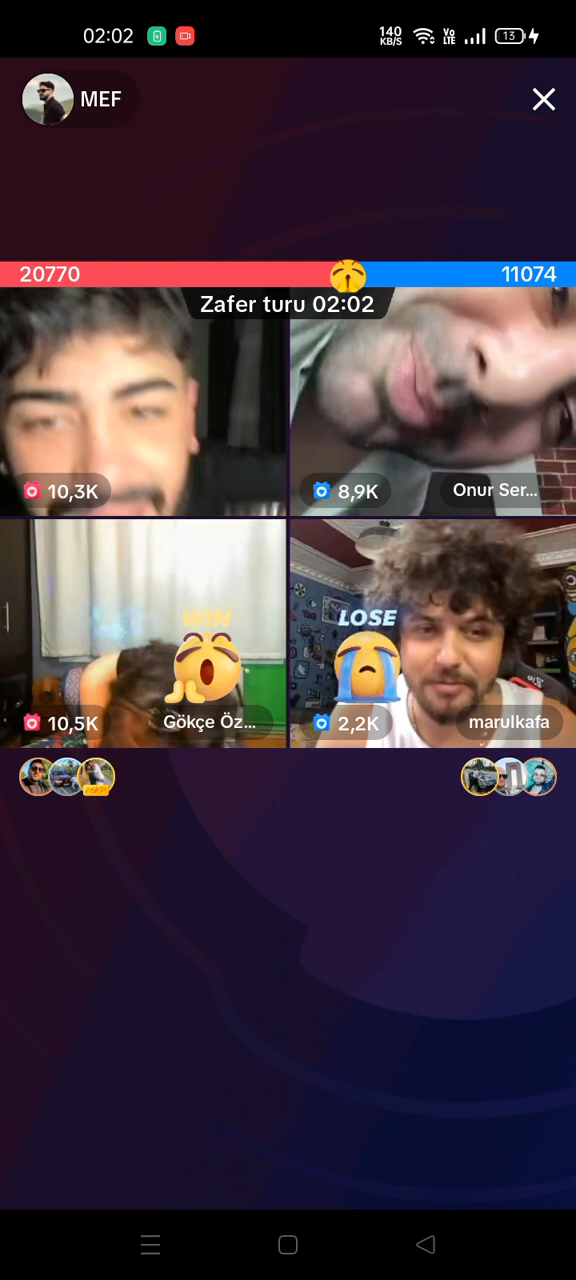 02:02
140
KB/S
Vo
LTE
13
MEF
20770
11074
Zafer turu 02:02
10,3K
8,9K
Onur Ser...
WIN
LOSE
10,5K
Gökçe Öz...
2,2K
marulkafa